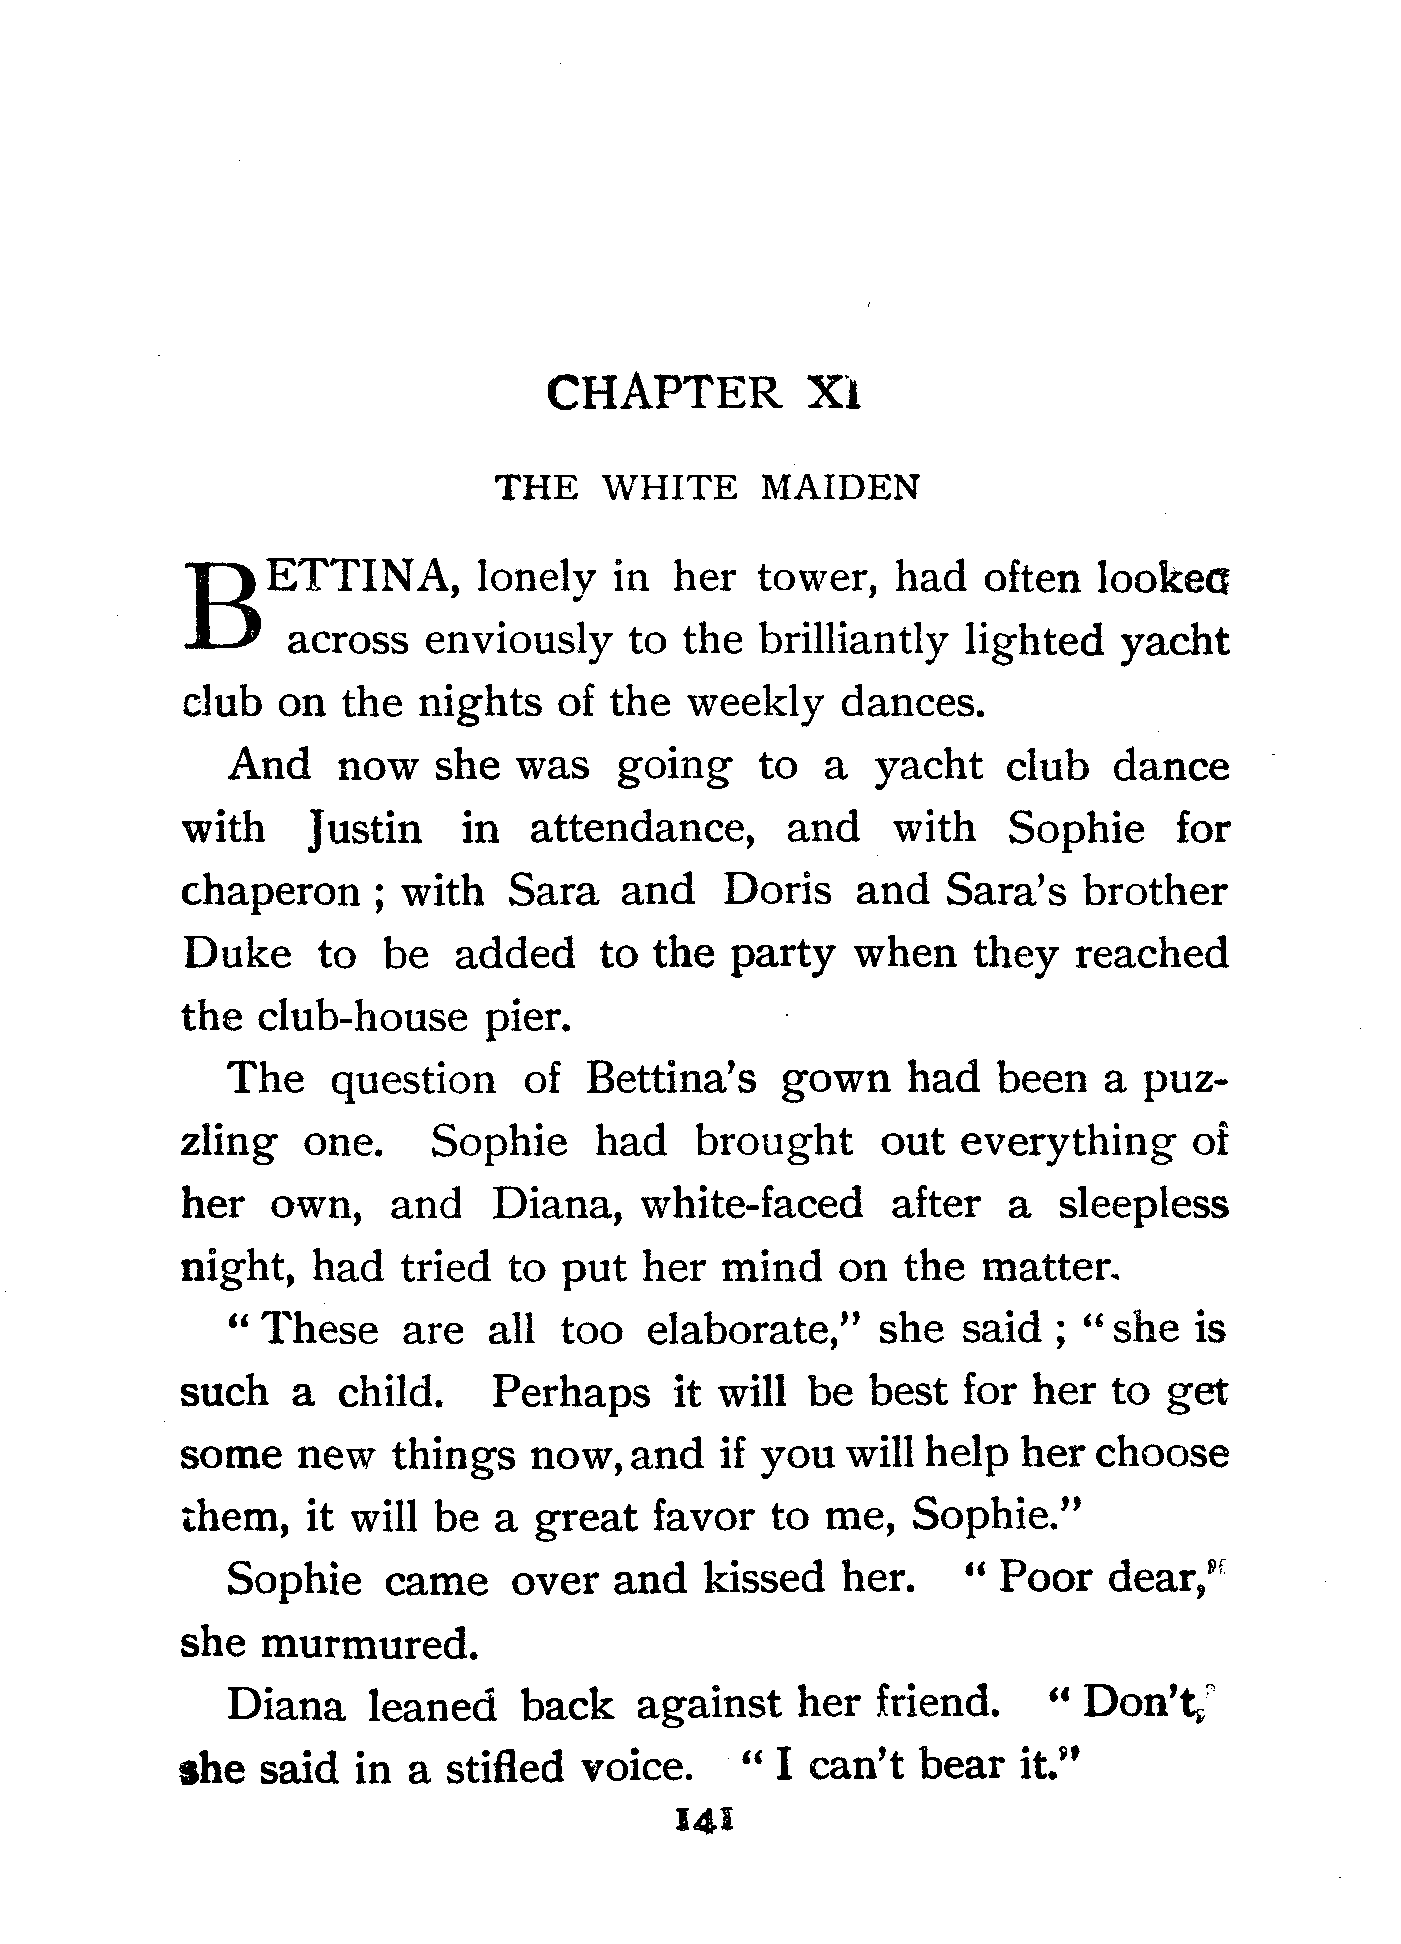 CHAPTER XI
THE WHITE MAIDEN
BETTINA, lonely in her tower, had often looked
across enviously to the brilliantly lighted yacht
club on the nights of the weekly dances.
And now she was going to a yacht club dance
with Justin in attendance, and with Sophie for
chaperon ; with Sara and Doris and Sara's brother
Duke to be added to the party when they reached
the club-house pier.
The question of Bettina's gown had been a puz-
zling one. Sophie had brought out everything of
her own, and Diana, white-faced after a sleepless
night, had tried to put her mind on the matter.
" These are all too elaborate," she said ; " she is
such a child. Perhaps it will be best for her to get
some new things now, and if you will help her choose
them, it will be a great favor to me, Sophie."
Sophie came over and kissed her. " Poor dear,"
she murmured.
Diana leaned back against her friend. " Don't,"
she said in a stifled voice. " I can't bear it."
141